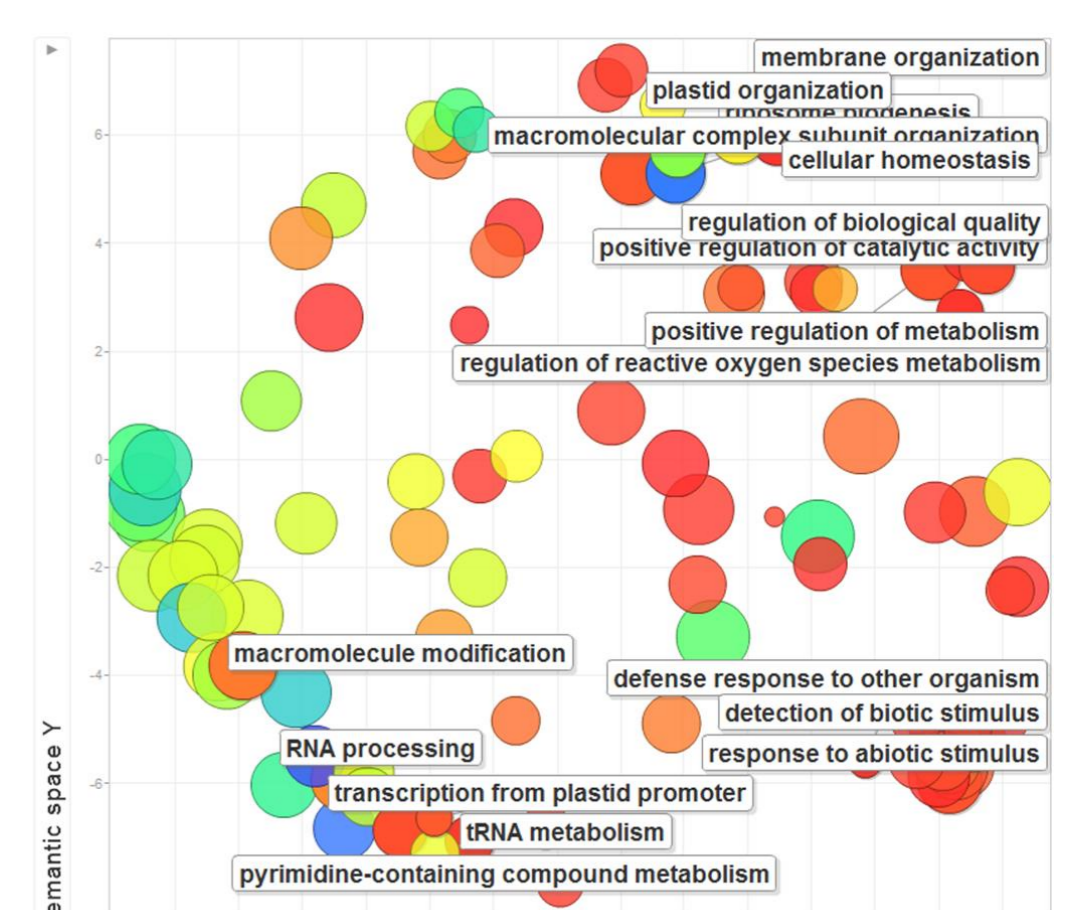 membrane organization
plastid organization
ribosome biogenesis
6
macromolecular complex subunit organization
cellular homeostasis
regulation of biological quality
4
positive regulation of catalytic activity
positive regulation of metabolism
2
regulation of reactive oxygen species metabolism
0
-2
macromolecule modification
-4
defense response to other organism
detection of biotic stimulus
RNA processing
response to abiotic stimulus
-6
transcription from plastid promoter
tRNA metabolism
pyrimidine-containing compound metabolism
emantic space Y